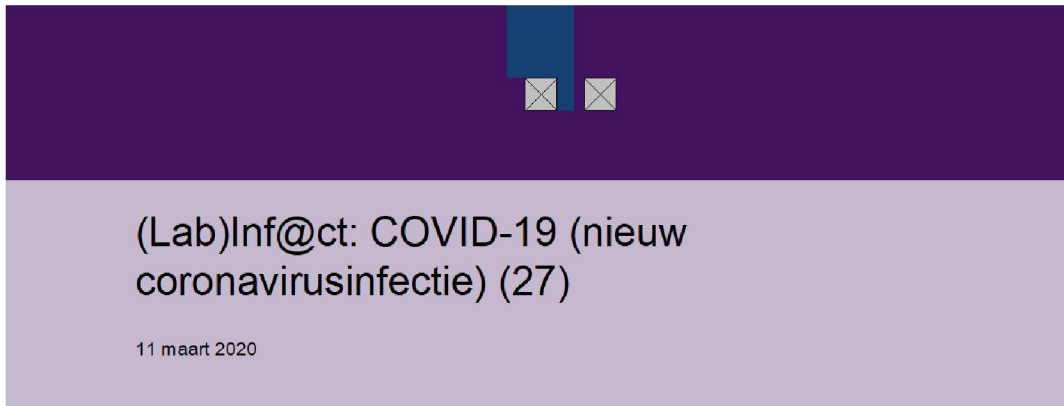 (Lab)Inf@ct: COVID-19 (nieuw
coronavirusinfectie) (27)
11 maart 2020